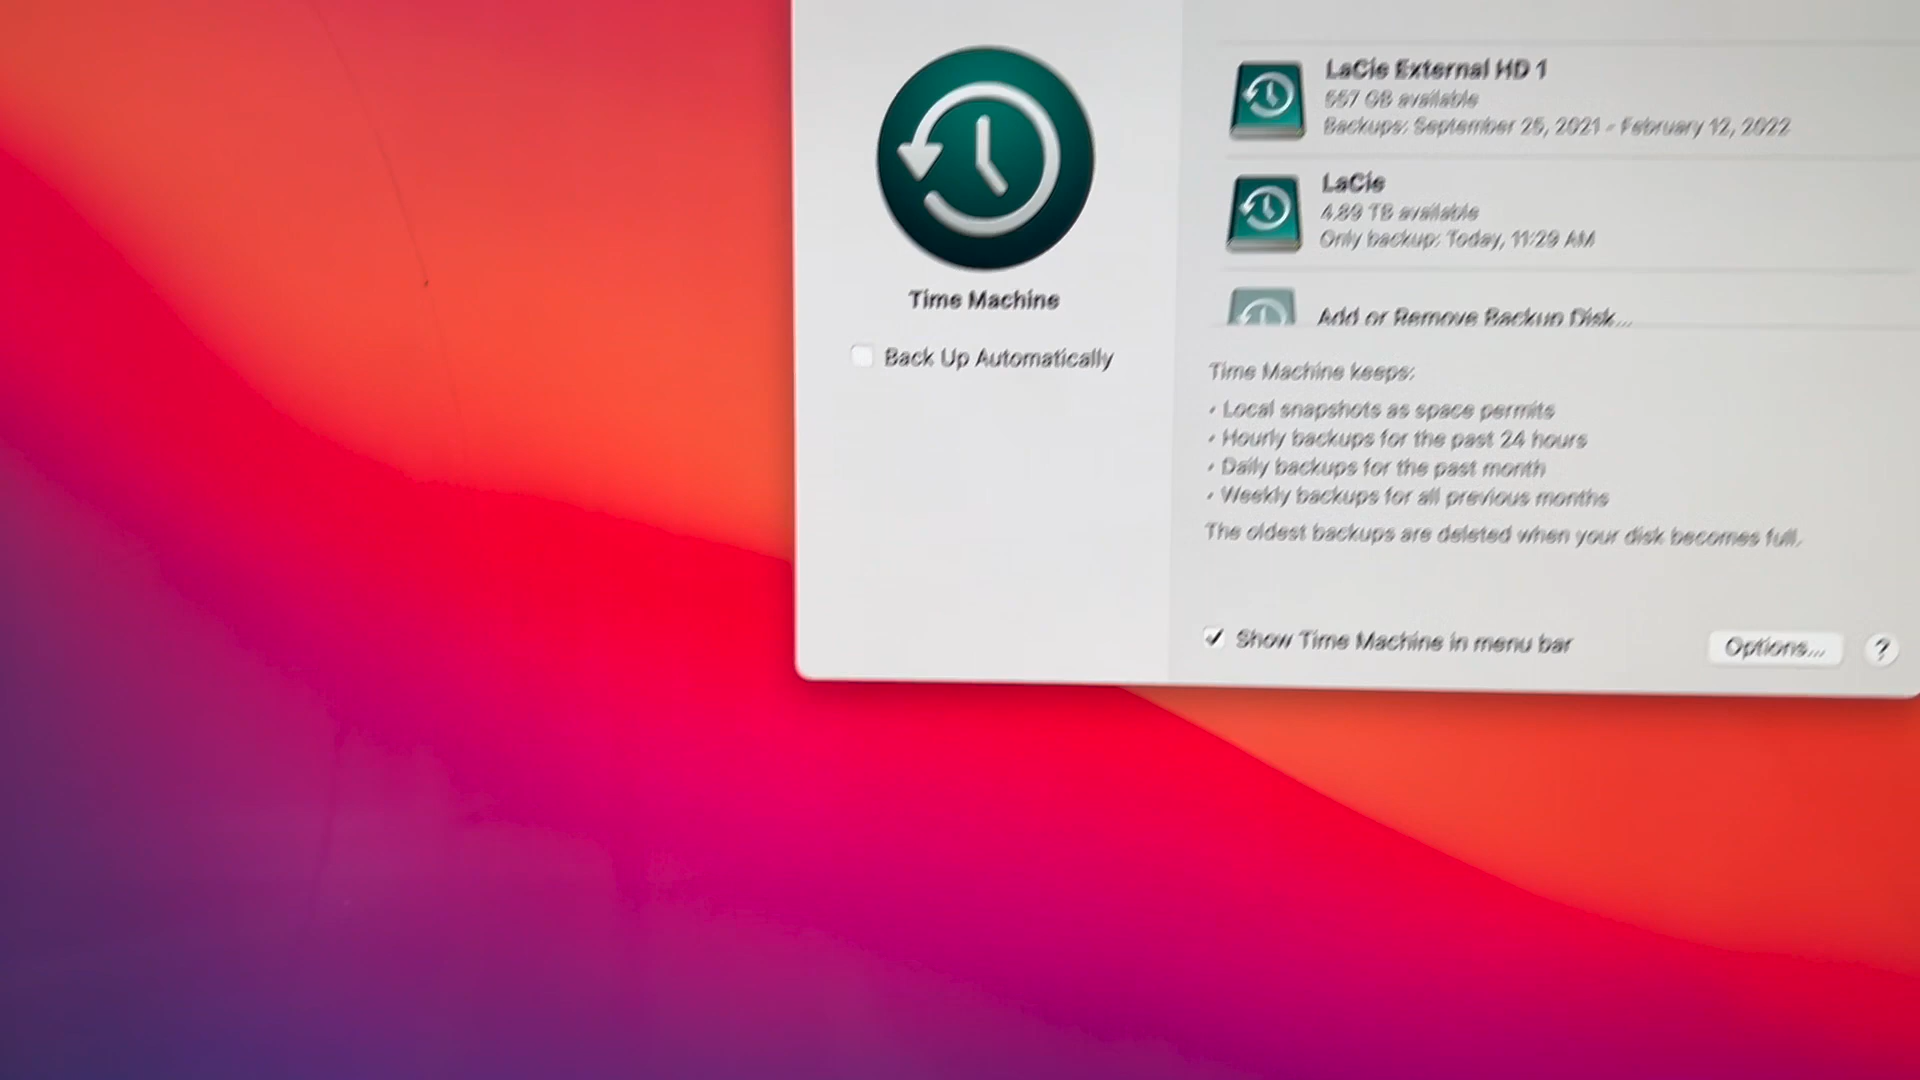 LaCie External HD 1
557 GB available
Backups: September 25, 2021 - February 12, 2022
LaCie
4.89 TB available
Only backup: Today, 11:29 AM
Add or Remove Backup Disk...
Time Machine
Back Up Automatically
Time Machine keeps:
• Local snapshots as space permits
• Hourly backups for the past 24 hours
• Daily backups for the past month
• Weekly backups for all previous months
The oldest backups are deleted when your disk becomes full.
Show Time Machine in menu bar
Options...
?